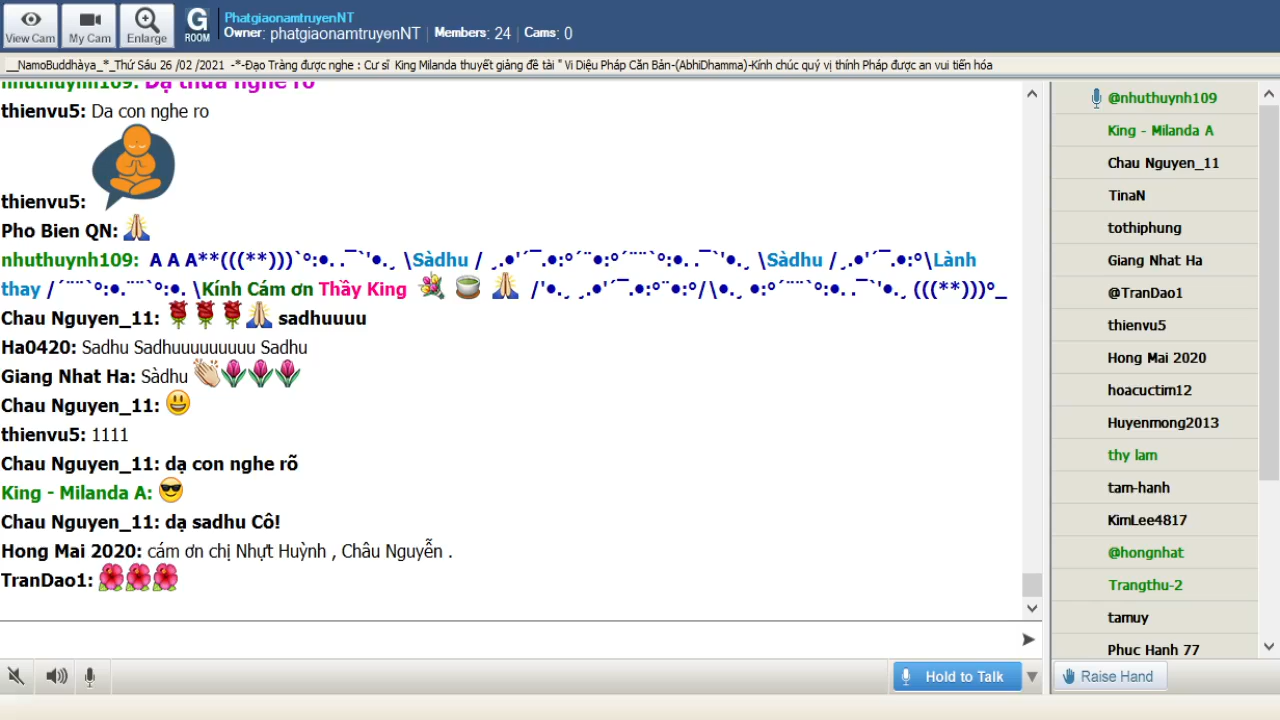 View Cam
My Cam
Enlarge
G
ROOM
PhatgiaonamtruyenNT
Owner: phatgiaonamtruyenNT | Members: 24 | Cams: 0
__NamoBuddhàya_*_Thứ Sáu 26 /02 /2021 -*-Đạo Tràng được nghe : Cư sĩ King Milanda thuyết giảng đề tài " Vi Diệu Pháp Căn Bản-(AbhiDhamma)-Kính chúc quý vị thính Pháp được an vui tiến hóa
nhuthuynh109: Dạ thưa nghe rõ
thienvu5: Da con nghe ro
thienvu5:
Pho Bien QN:
nhuthuynh109: A A A**(((**)))`°:•. .¯`'•.¸ \Sàdhu / ¸.•'´¯.•:°´¨•:°´¨¨`°:•. .¯`'•.¸ \Sàdhu /¸.•'´¯.•:°\Lành
thay /´¨¨`°:•.¨¨`°:•. \Kính Cám ơn Thầy King /'•.¸ ¸.•'´¯.•:°¨•:°/\•.¸ •:°´¨¨`°:•. .¯`'•.¸ (((**)))°_
Chau Nguyen_11: sadhuuuu
Ha0420: Sadhu Sadhuuuuuuuuu Sadhu
Giang Nhat Ha: Sàdhu
Chau Nguyen_11:
thienvu5: 1111
Chau Nguyen_11: dạ con nghe rõ
King - Milanda A:
Chau Nguyen_11: dạ sadhu Cô!
Hong Mai 2020: cám ơn chị Nhựt Huỳnh , Châu Nguyễn .
TranDao1:
Hold to Talk
@nhuthuynh109
King - Milanda A
Chau Nguyen_11
TinaN
tothiphung
Giang Nhat Ha
@TranDao1
thienvu5
Hong Mai 2020
hoacuctim12
Huyenmong2013
thy lam
tam-hanh
KimLee4817
@hongnhat
Trangthu-2
tamuy
Phuc Hanh 77
Raise Hand